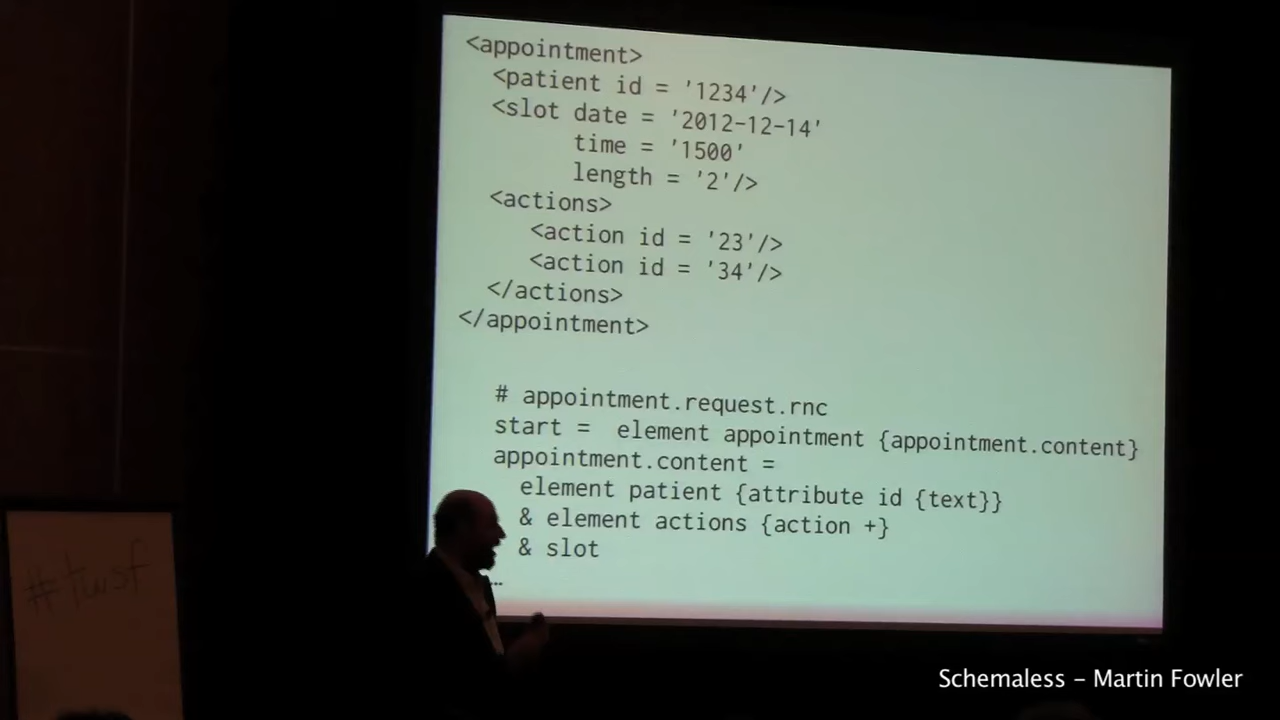 <appointment>
<patient id = '1234'/>
<slot date = '2012-12-14'
time = '1500'
length = '2'/>
<actions>
<action id = '23'/>
<action id = '34'/>
</actions>
</appointment>
# appointment.request.rnc
start = element appointment {appointment.content}
appointment.content =
element patient {attribute id {text}}
& element actions {action +}
& slot
...
#twsf
Schemaless – Martin Fowler